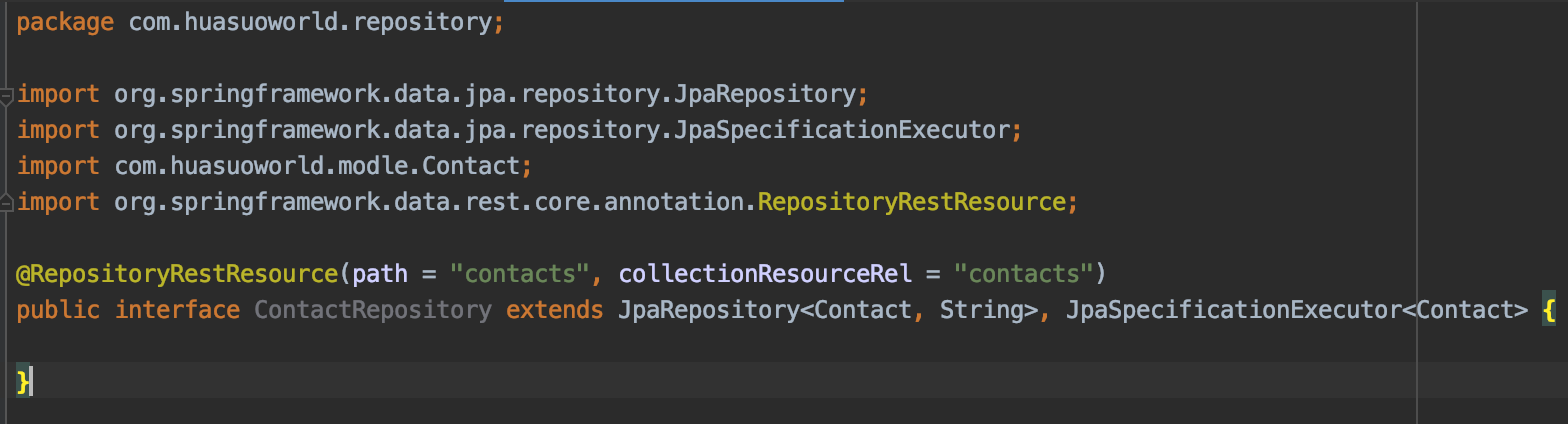 package com.huasuoworld.repository;
import org.springframework.data.jpa.repository.JpaRepository;
import org.springframework.data.jpa.repository.JpaSpecificationExecutor;
import com.huasuoworld.modle.Contact;
import org.springframework.data.rest.core.annotation.RepositoryRestResource;
@RepositoryRestResource(path = "contacts", collectionResourceRel = "contacts")
public interface ContactRepository extends JpaRepository<Contact, String>, JpaSpecificationExecutor<Contact> {
}